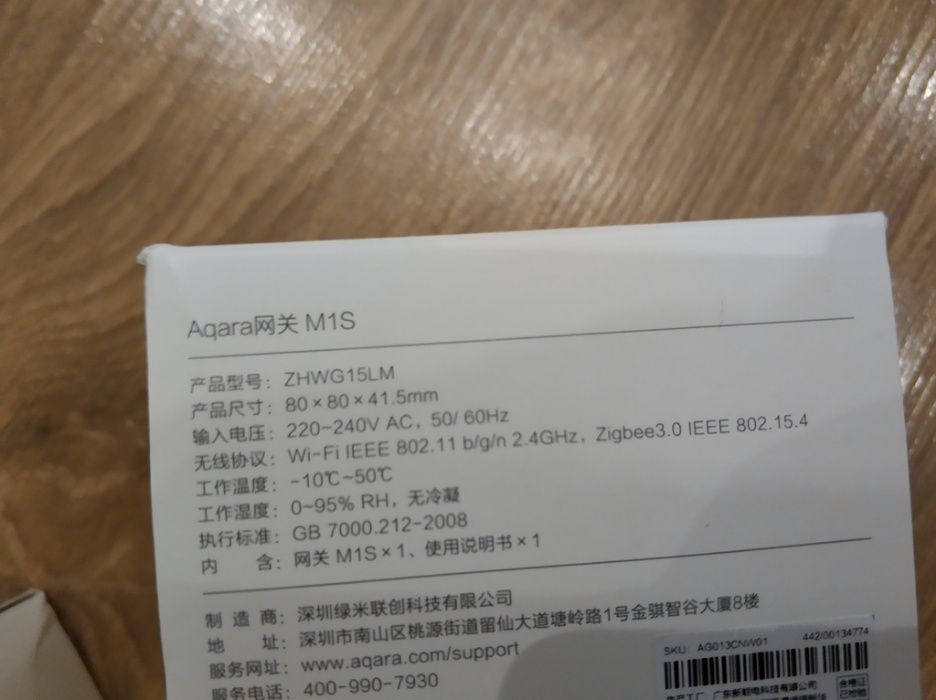 Aqara网关 M1S
产品型号：ZHWG15LM
产品尺寸：80×80×41.5mm
输入电压：220~240V AC，50/ 60Hz
无线协议：Wi-Fi IEEE 802.11 b/g/n 2.4GHz，Zigbee3.0 IEEE 802.15.4
工作温度：-10℃~50℃
工作湿度：0~95% RH，无冷凝
执行标准：GB 7000.212-2008
内 含：网关 M1S×1、使用说明书×1
制 造 商：深圳绿米联创科技有限公司
地 址：深圳市南山区桃源街道留仙大道塘岭路1号金骐智谷大厦8楼
服务网址：www.aqara.com/support
服务电话：400-990-7930
SKU: AG013CNW01 442/00134774
合格证